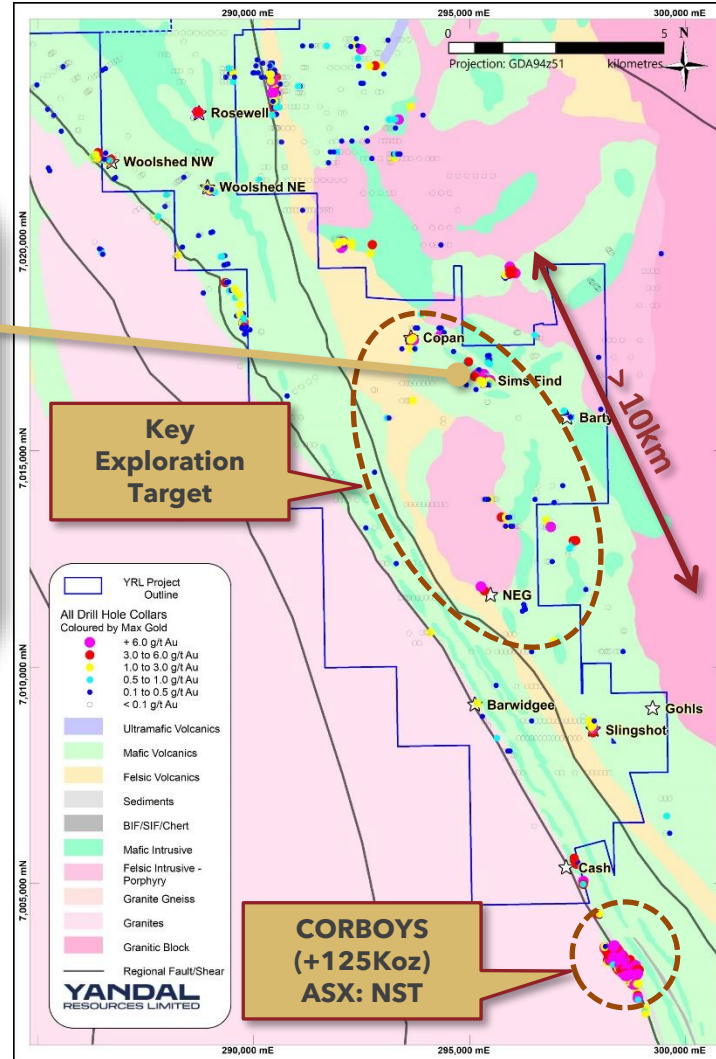 290,000 mE
295,000 mE
300,000 mE
0
5
N
Projection: GDA94z51
kilometres
Rosewell
Woolshed NW
Woolshed NE
7,020,000 mN
Copan
Sims Find
Barty
~ 10km
Key
Exploration
Target
7,015,000 mN
NEG
7,010,000 mN
Barwidgee
Gohls
Slingshot
Cash
7,005,000 mN
CORBOYS
(+125Koz)
ASX: NST
YRL Project
Outline
All Drill Hole Collars
Coloured by Max Gold
+ 6.0 g/t Au
3.0 to 6.0 g/t Au
1.0 to 3.0 g/t Au
0.5 to 1.0 g/t Au
0.1 to 0.5 g/t Au
< 0.1 g/t Au
Ultramafic Volcanics
Mafic Volcanics
Felsic Volcanics
Sediments
BIF/SIF/Chert
Mafic Intrusive
Felsic Intrusive -
Porphyry
Granite Gneiss
Granites
Granitic Block
Regional Fault/Shear
YANDAL
RESOURCES LIMITED
290,000 mE
295,000 mE
300,000 mE